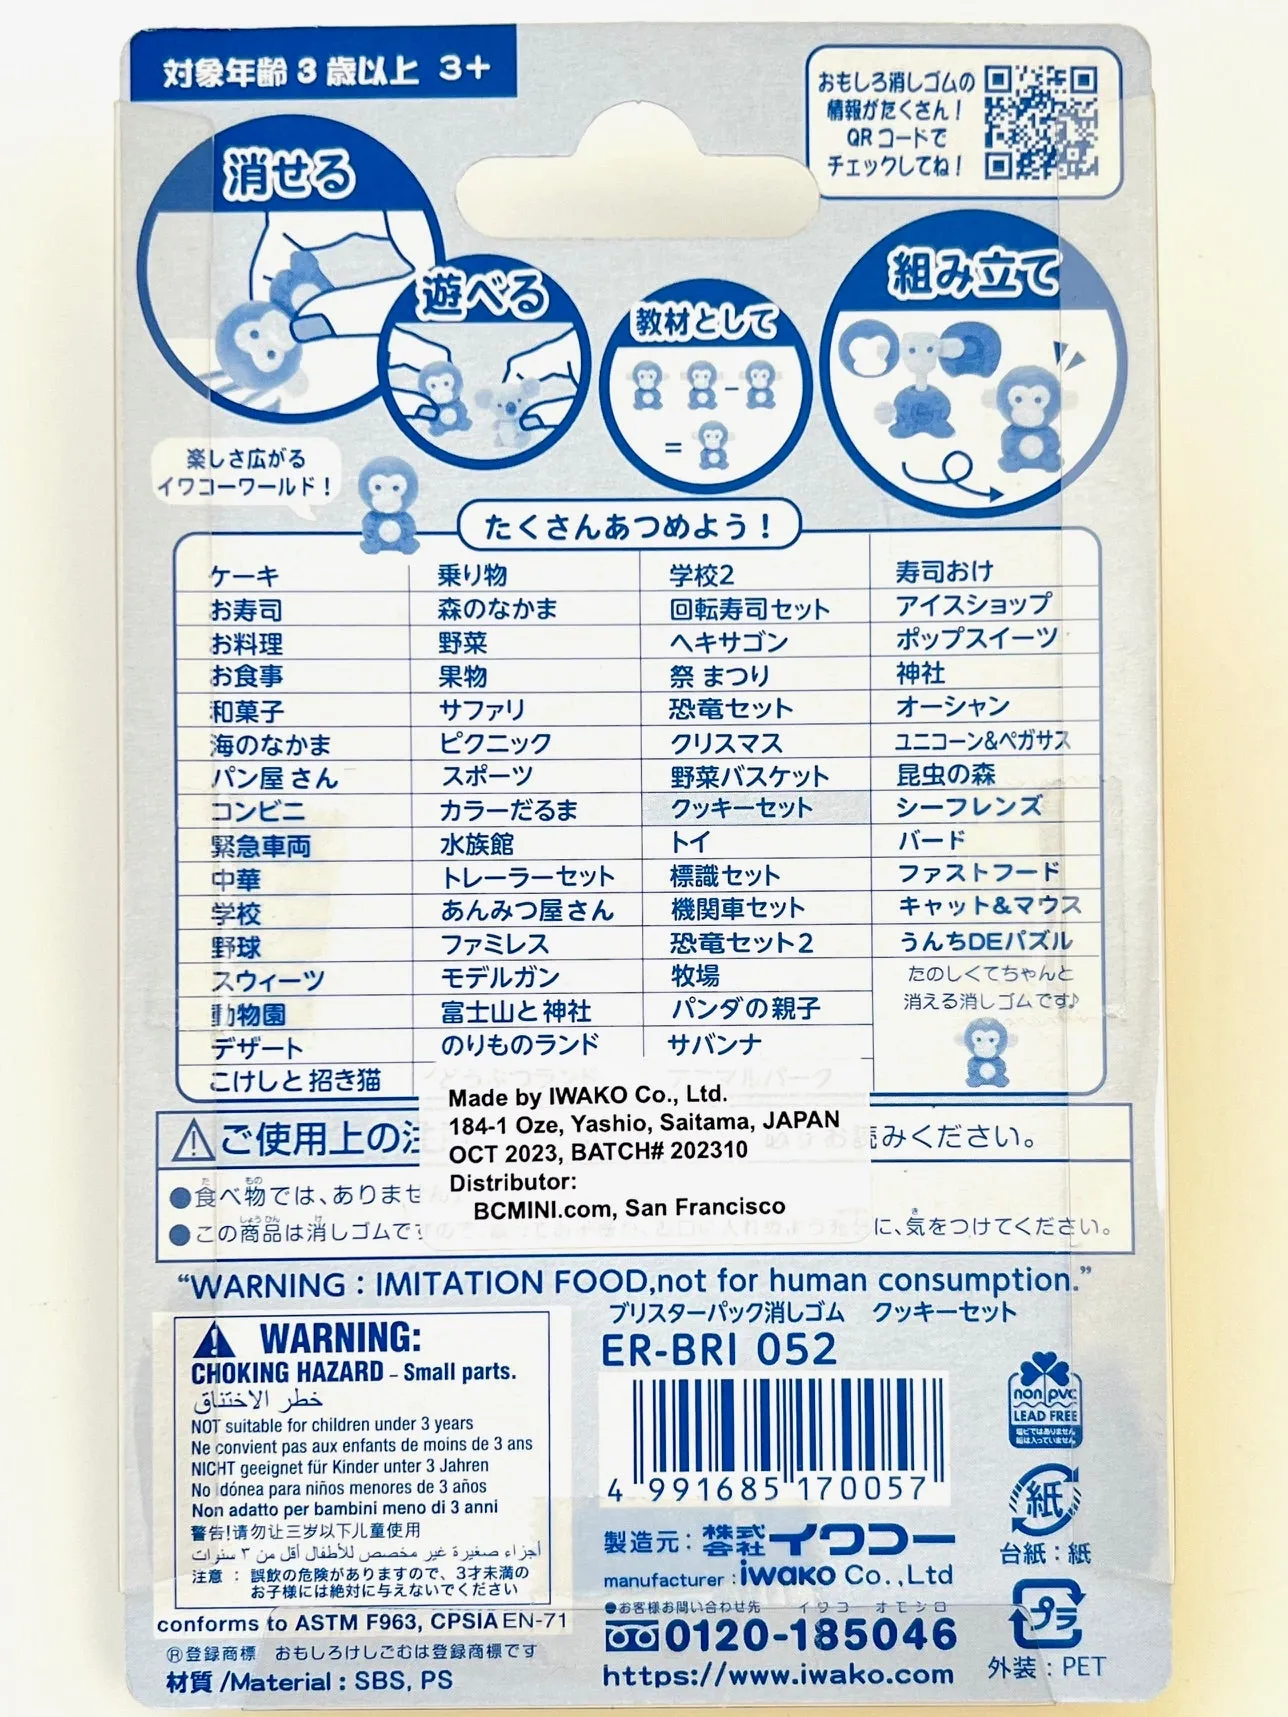 対象年齢3歳以上 3+
おもしろ消しゴムの
情報がたくさん!
QRコードで
チェックしてね!
消せる
遊べる
教材として
組み立て
楽しさ広がる
イワコーワールド!
たくさんあつめよう!
ケーキ 乗り物 学校2 寿司おけ
お寿司 森のなかま 回転寿司セット アイスショップ
お料理 野菜 ヘキサゴン ポップスイーツ
お食事 果物 祭 まつり 神社
和菓子 サファリ 恐竜セット オーシャン
海のなかま ピクニック クリスマス ユニコーン&ペガサス
パン屋さん スポーツ 野菜バスケット 昆虫の森
コンビニ カラーだるま クッキーセット シーフレンズ
緊急車両 水族館 トイ バード
中華 トレーラーセット 標識セット ファストフード
学校 あんみつ屋さん 機関車セット キャット&マウス
野球 ファミレス 恐竜セット2 うんちDEパズル
スウィーツ モデルガン 牧場 たのしくてちゃんと
消える消しゴムです♪
動物園 富士山と神社 パンダの親子
デザート のりものランド サバンナ
こけしと招き猫 どうぶつランド アニマルパーク
Made by IWAKO Co., Ltd.
184-1 Oze, Yashio, Saitama, JAPAN
OCT 2023, BATCH# 202310
Distributor:
BCMINI.com, San Francisco
⚠ご使用上の注 読みください。
●食べ物では、ありませ
●この商品は消しゴムです に、気をつけてください。
"WARNING : IMITATION FOOD,not for human consumption."
ブリスターパック消しゴム クッキーセット
ER-BRI 052
4 991685 170057
⚠ WARNING:
CHOKING HAZARD – Small parts.
خطر الاختناق
NOT suitable for children under 3 years
Ne convient pas aux enfants de moins de 3 ans
NICHT geeignet für Kinder unter 3 Jahren
No idónea para niños menores de 3 años
Non adatto per bambini meno di 3 anni
警告!请勿让三岁以下儿童使用
أجزاء صغيرة غير مخصص للأطفال أقل من ٣ سنوات
注意: 誤飲の危険がありますので、3才未満の
お子様には絶対に与えないでください
conforms to ASTM F963, CPSIA EN-71
®登録商標 おもしろけしごむは登録商標です
材質/Material : SBS, PS
製造元: 株式会社イワコー
manufacturer : iwako Co.,Ltd
●お客様お問い合わせ先 イワコー オモシロ
0120-185046
https://www.iwako.com
non pvc
LEAD FREE
塩ビではありません
鉛は入っていません
紙
台紙:紙
プラ
外装:PET